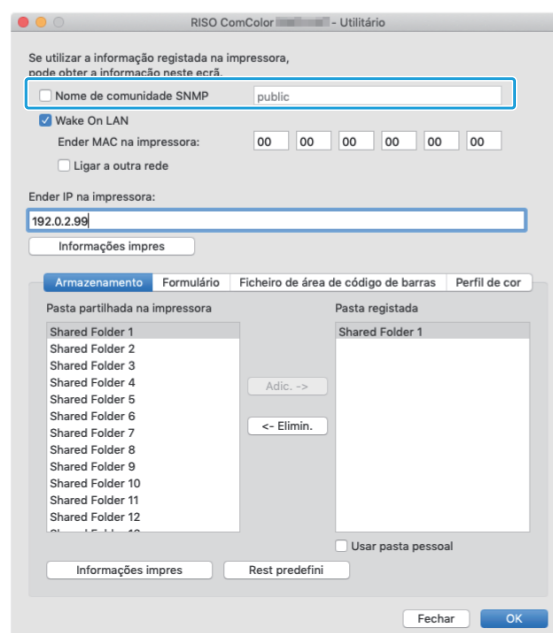 RISO ComColor - Utilitário
Se utilizar a informação registada na impressora,
pode obter a informação neste ecrã.
Nome de comunidade SNMP public
Wake On LAN
Ender MAC na impressora: 00 00 00 00 00 00
Ligar a outra rede
Ender IP na impressora:
192.0.2.99
Informações impres
Armazenamento Formulário Ficheiro de área de código de barras Perfil de cor
Pasta partilhada na impressora Pasta registada
Shared Folder 1 Shared Folder 1
Shared Folder 2
Shared Folder 3
Shared Folder 4
Adic. ->
Shared Folder 5
Shared Folder 6
<- Elimin.
Shared Folder 7
Shared Folder 8
Shared Folder 9
Shared Folder 10
Shared Folder 11
Shared Folder 12
Usar pasta pessoal
Informações impres Rest predefini
Fechar OK